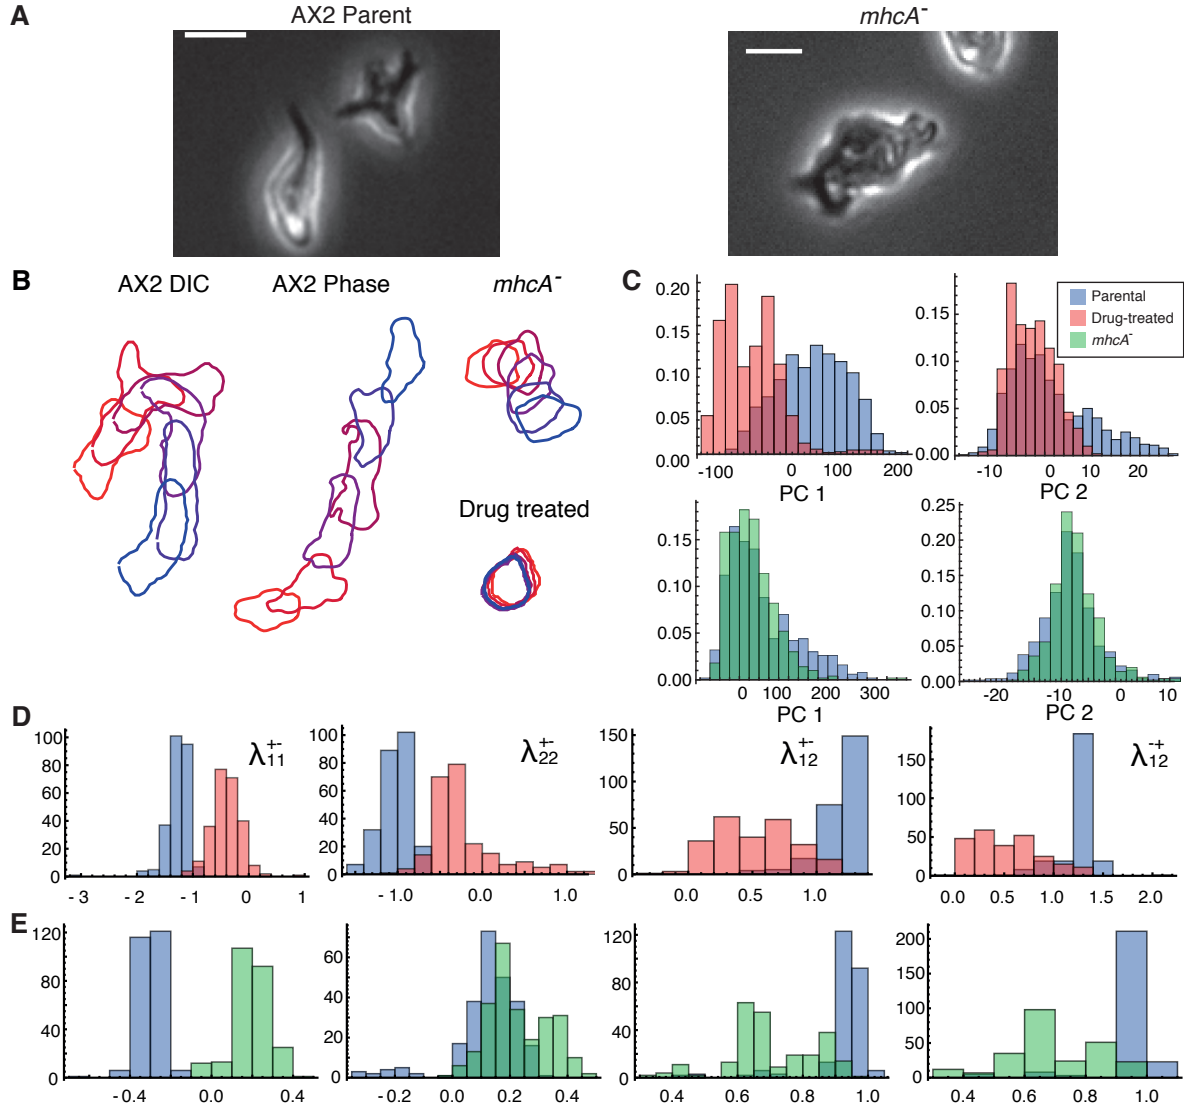 A
AX2 Parent
mhcA-
B
AX2 DIC
AX2 Phase
mhcA-
Drug treated
C
Parental
Drug-treated
mhcA-
0.20
0.15
0.10
0.05
0.00
-100 0 100 200
PC 1
0.15
0.10
0.05
0.00
-10 0 10 20
PC 2
0.15
0.10
0.05
0.00
0 100 200 300
PC 1
0.25
0.20
0.15
0.10
0.05
0.00
-20 -10 0 10
PC 2
D
λ11+-
100
80
60
40
20
0
-3 -2 -1 0 1
λ22+-
100
80
60
40
20
0
-1.0 0.0 1.0
λ12+-
150
100
50
0
0.0 0.5 1.0
λ12-+
150
100
50
0
0.0 0.5 1.0 1.5 2.0
E
120
80
40
0
-0.4 0.0 0.4
60
40
20
0
-0.2 0.0 0.2 0.4
120
80
40
0
0.4 0.6 0.8 1.0
200
150
100
50
0
0.4 0.6 0.8 1.0